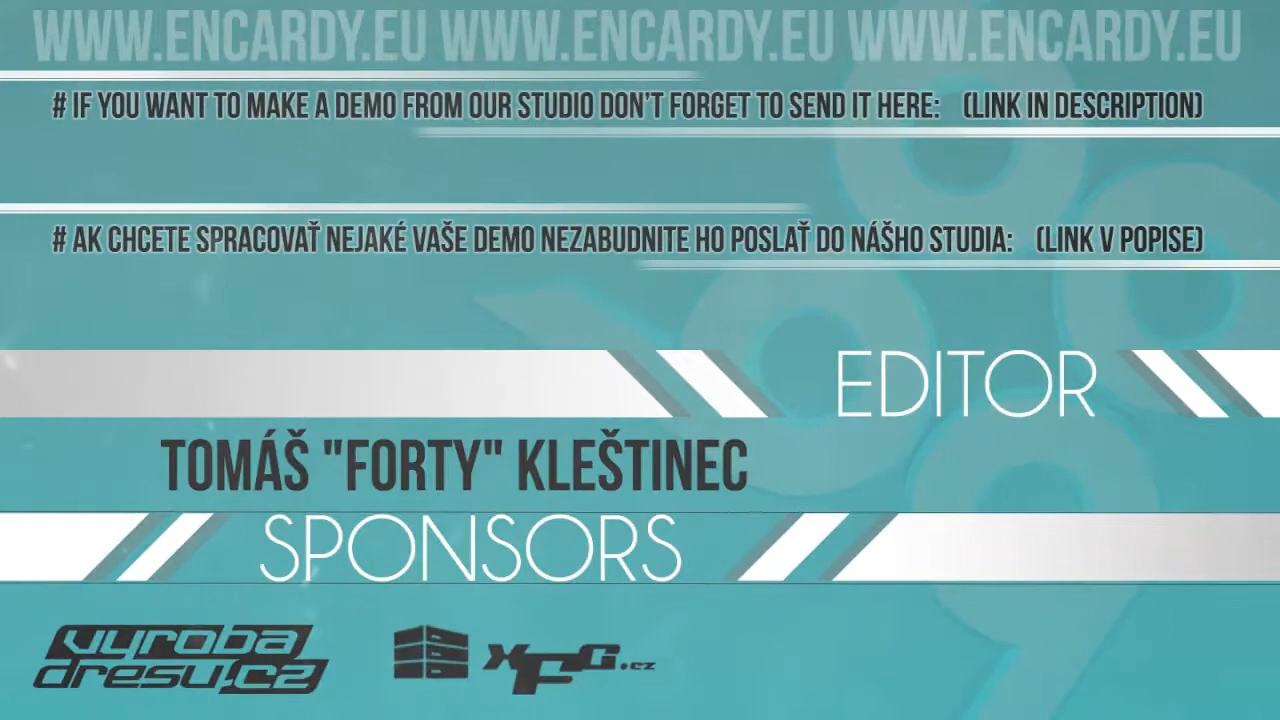 WWW.ENCARDY.EU WWW.ENCARDY.EU WWW.ENCARDY.EU
# IF YOU WANT TO MAKE A DEMO FROM OUR STUDIO DON'T FORGET TO SEND IT HERE: (LINK IN DESCRIPTION)
# AK CHCETE SPRACOVAŤ NEJAKÉ VAŠE DEMO NEZABUDNITE HO POSLAŤ DO NÁŠHO STUDIA: (LINK V POPISE)
EDITOR
TOMÁŠ "FORTY" KLEŠTINEC
SPONSORS
vyroba
dresu.cz
XFG.cz